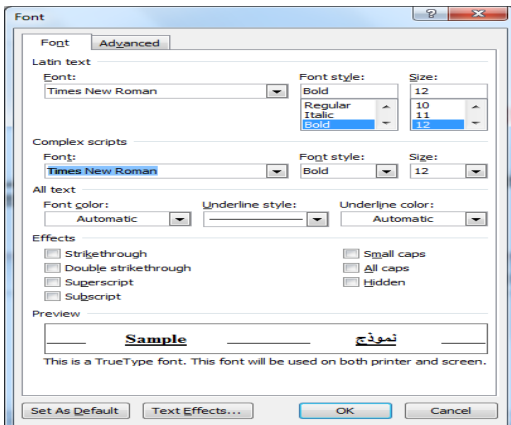 Font
Font Advanced
Latin text
Font: Font style: Size:
Times New Roman Bold 12
Regular 10
Italic 11
Bold 12
Complex scripts
Font: Font style: Size:
Times New Roman Bold 12
All text
Font color: Underline style: Underline color:
Automatic Automatic
Effects
Strikethrough Small caps
Double strikethrough All caps
Superscript Hidden
Subscript
Preview
Sample نموذج
This is a TrueType font. This font will be used on both printer and screen.
Set As Default Text Effects... OK Cancel